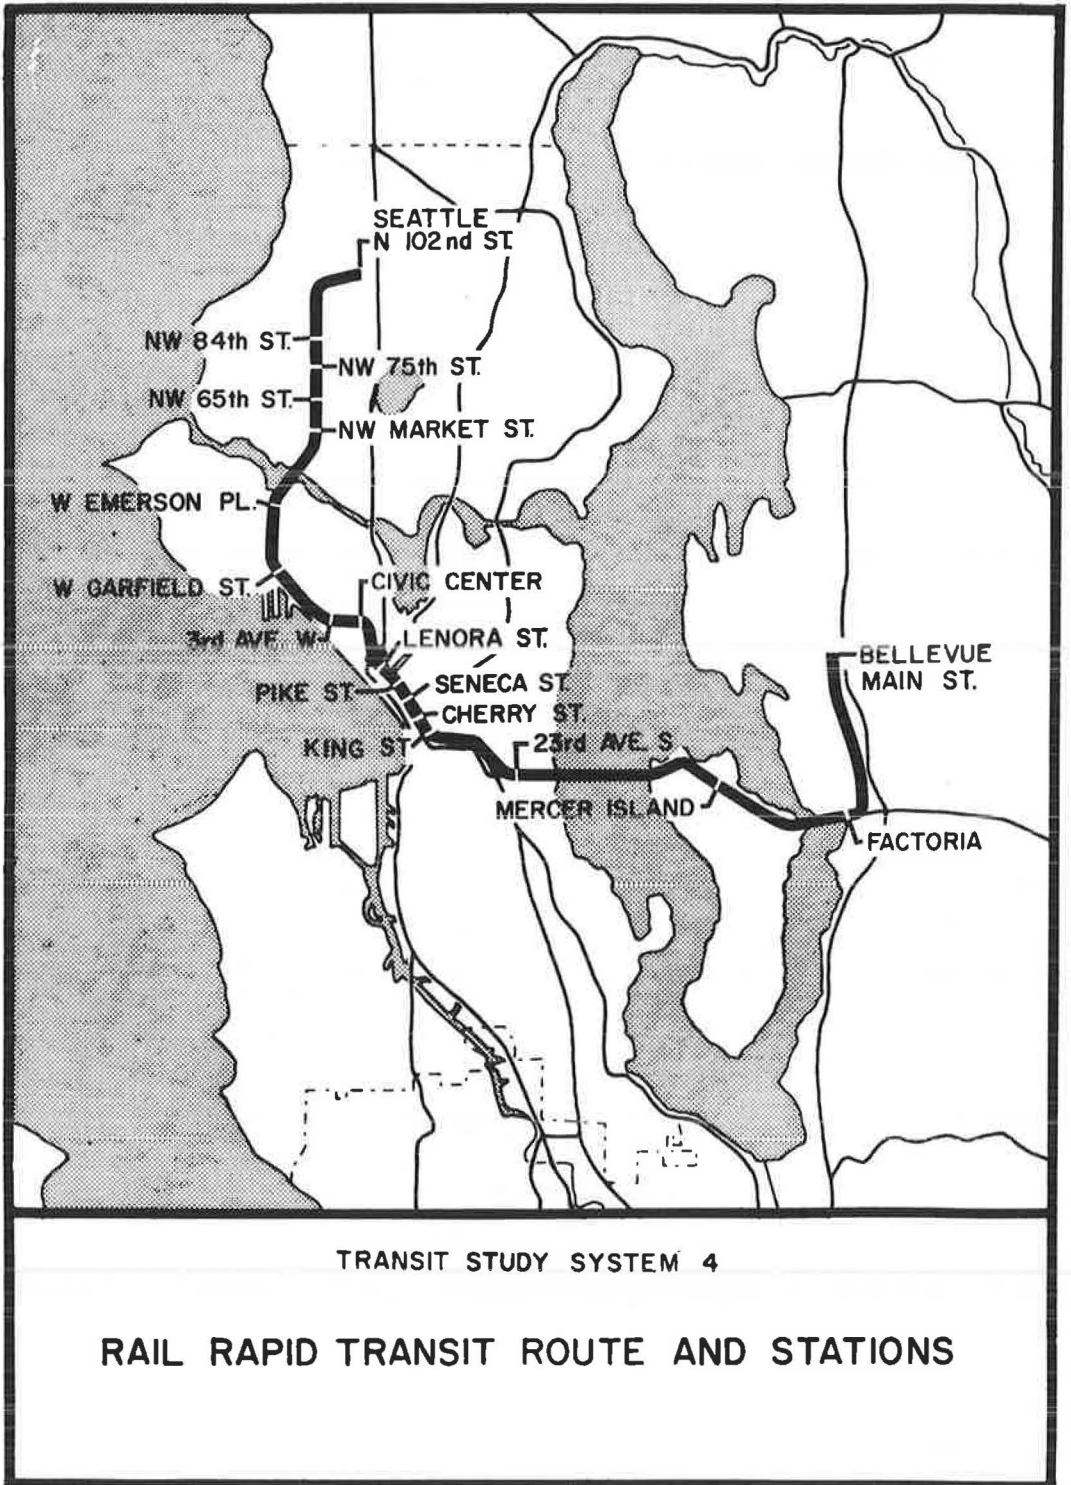 SEATTLE
N 102nd ST.
NW 84th ST.
NW 75th ST.
NW 65th ST.
NW MARKET ST.
W EMERSON PL.
W GARFIELD ST.
CIVIC CENTER
3rd AVE. W
LENORA ST.
BELLEVUE
MAIN ST.
PIKE ST.
SENECA ST.
CHERRY ST.
KING ST.
23rd AVE. S.
MERCER ISLAND
FACTORIA
TRANSIT STUDY SYSTEM 4
RAIL RAPID TRANSIT ROUTE AND STATIONS